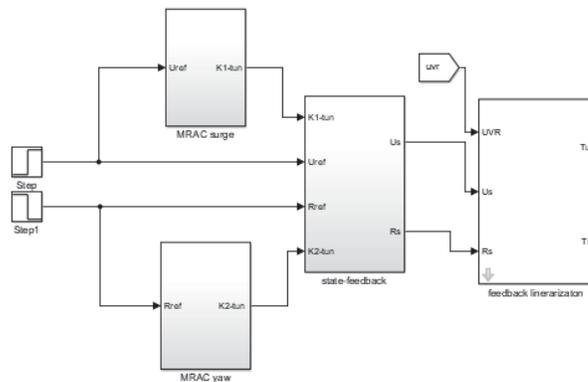 Uref
K1-tun
MRAC surge
uvr
K1-tun
Us
UVR
Step
Uref
Us
Step1
Rref
Rs
Rs
K2-tun
state-feedback
feedback linerarizaton
Rref
K2-tun
MRAC yaw